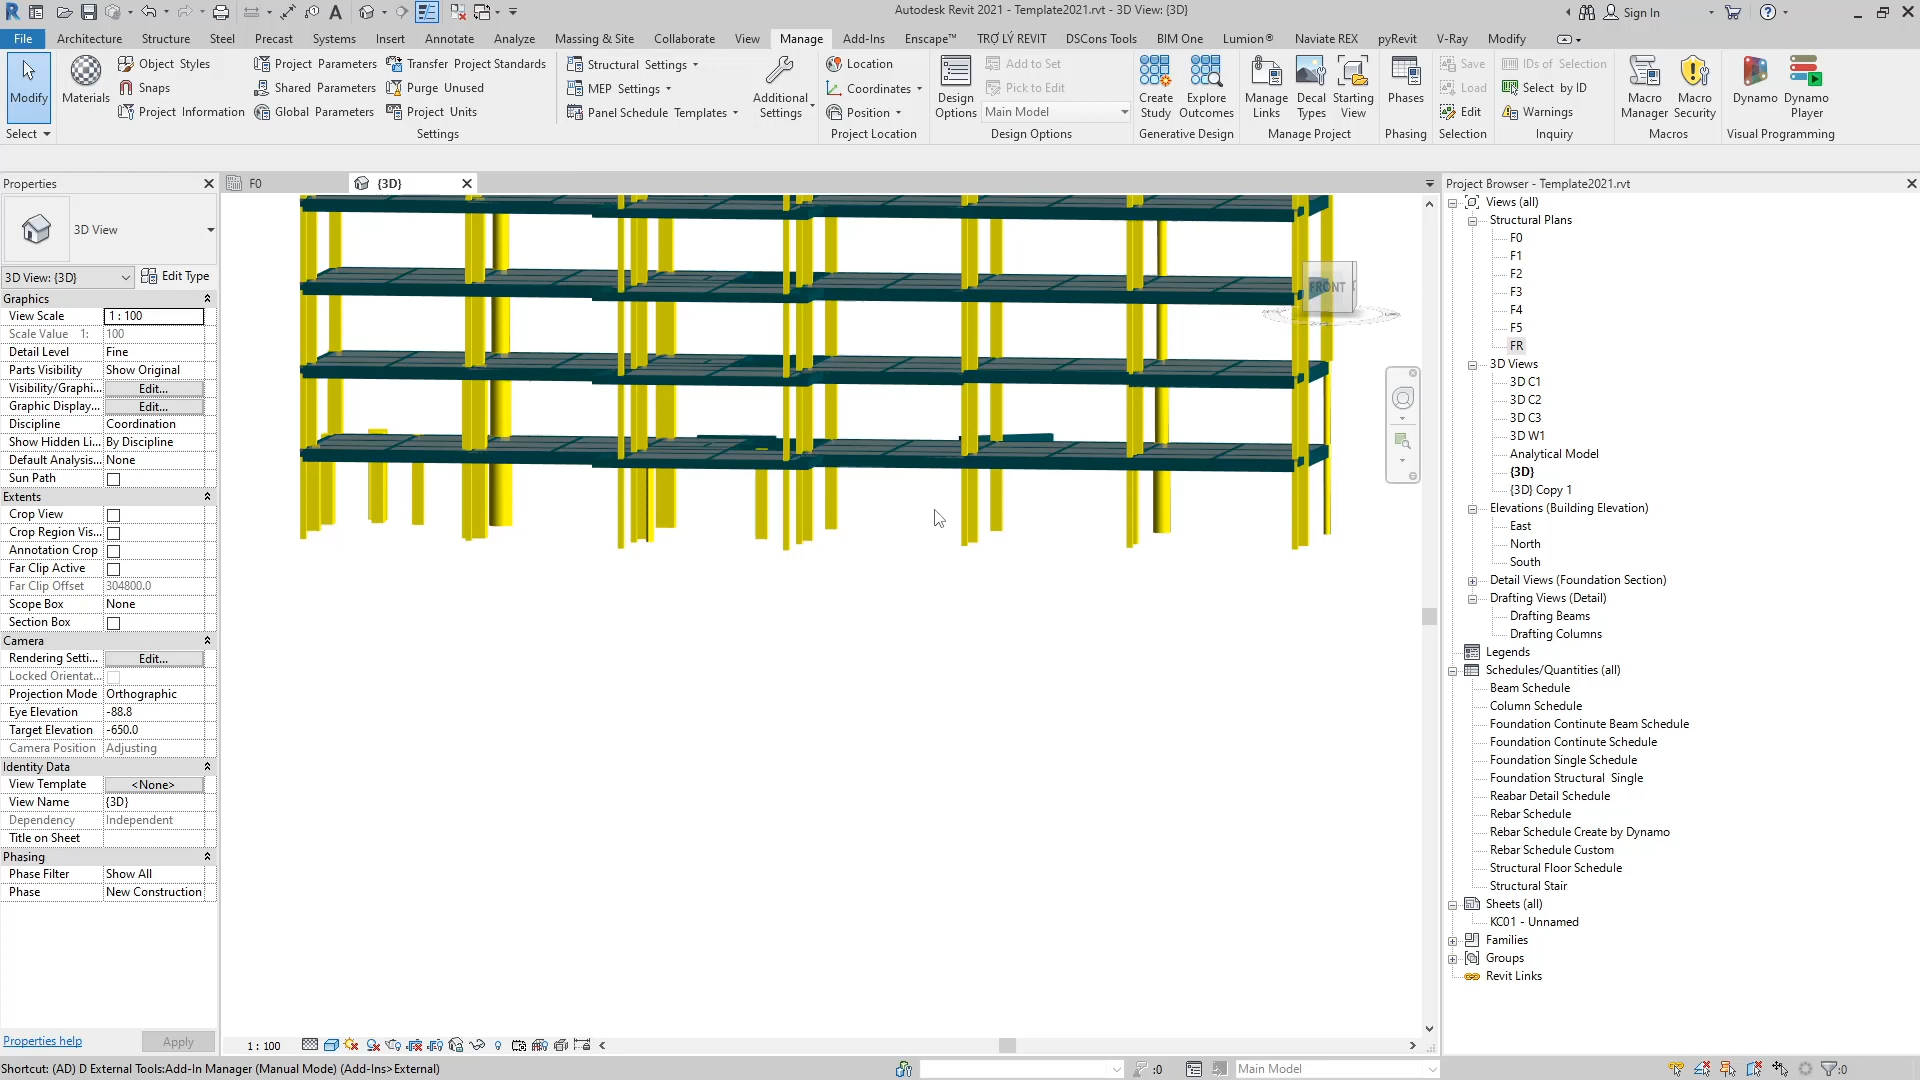 Autodesk Revit 2021 - Template2021.rvt - 3D View: {3D}
Sign In
File Architecture Structure Steel Precast Systems Insert Annotate Analyze Massing & Site Collaborate View Manage Add-Ins Enscape™ TRỢ LÝ REVIT DSCons Tools BIM One Lumion® Naviate REX pyRevit V-Ray Modify
Modify
Select
Materials
Object Styles
Snaps
Project Information
Project Parameters
Shared Parameters
Global Parameters
Transfer Project Standards
Purge Unused
Project Units
Settings
Structural Settings
MEP Settings
Panel Schedule Templates
Additional Settings
Location
Coordinates
Position
Project Location
Design Options
Add to Set
Pick to Edit
Main Model
Design Options
Create Study
Explore Outcomes
Generative Design
Manage Links
Decal Types
Starting View
Manage Project
Phases
Phasing
Save
Load
Edit
Selection
IDs of Selection
Select by ID
Warnings
Inquiry
Macro Manager
Macro Security
Macros
Dynamo
Dynamo Player
Visual Programming
Properties
3D View
3D View: {3D}
Edit Type
Graphics
View Scale 1 : 100
Scale Value 1: 100
Detail Level Fine
Parts Visibility Show Original
Visibility/Graphi... Edit...
Graphic Display... Edit...
Discipline Coordination
Show Hidden Li... By Discipline
Default Analysis... None
Sun Path
Extents
Crop View
Crop Region Vis...
Annotation Crop
Far Clip Active
Far Clip Offset 304800.0
Scope Box None
Section Box
Camera
Rendering Setti... Edit...
Locked Orientat...
Projection Mode Orthographic
Eye Elevation -88.8
Target Elevation -650.0
Camera Position Adjusting
Identity Data
View Template <None>
View Name {3D}
Dependency Independent
Title on Sheet
Phasing
Phase Filter Show All
Phase New Construction
Properties help
Apply
F0
{3D}
FRONT
1 : 100
Project Browser - Template2021.rvt
Views (all)
Structural Plans
F0
F1
F2
F3
F4
F5
FR
3D Views
3D C1
3D C2
3D C3
3D W1
Analytical Model
{3D}
{3D} Copy 1
Elevations (Building Elevation)
East
North
South
Detail Views (Foundation Section)
Drafting Views (Detail)
Drafting Beams
Drafting Columns
Legends
Schedules/Quantities (all)
Beam Schedule
Column Schedule
Foundation Continute Beam Schedule
Foundation Continute Schedule
Foundation Single Schedule
Foundation Structural Single
Reabar Detail Schedule
Rebar Schedule
Rebar Schedule Create by Dynamo
Rebar Schedule Custom
Structural Floor Schedule
Structural Stair
Sheets (all)
KC01 - Unnamed
Families
Groups
Revit Links
Shortcut: (AD) D External Tools:Add-In Manager (Manual Mode) (Add-Ins>External)
:0
Main Model
:0